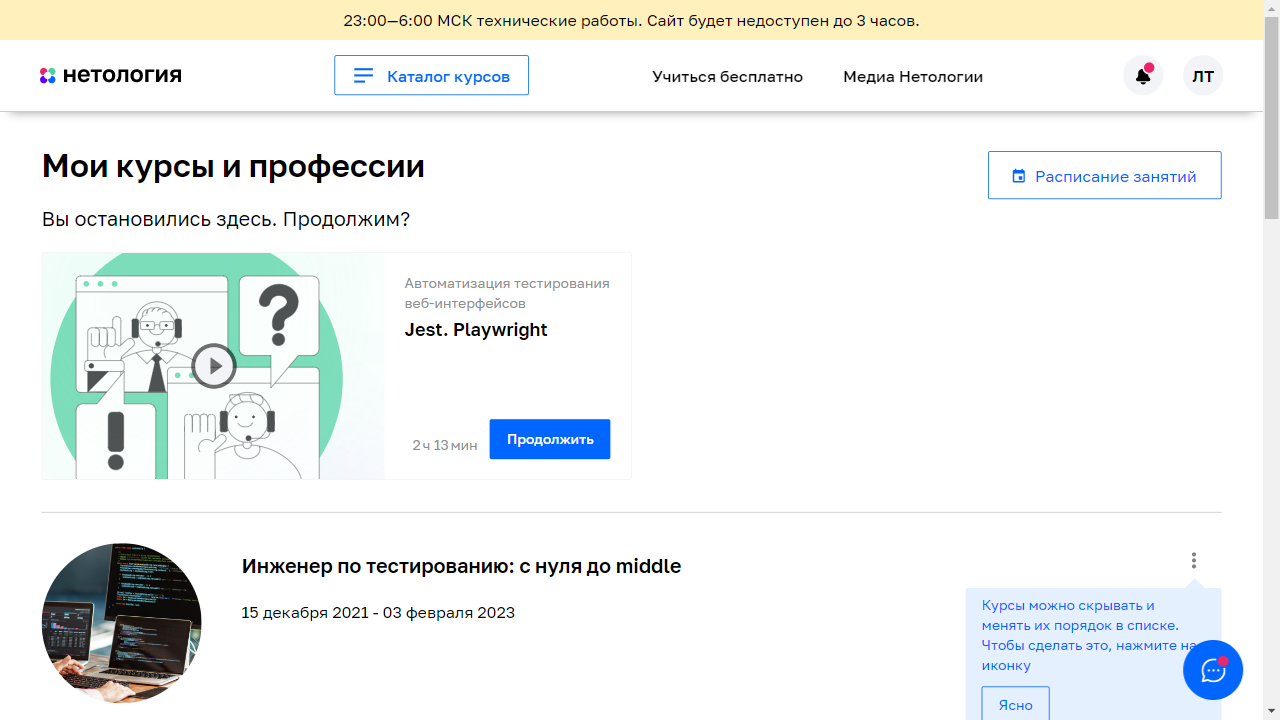 23:00—6:00 МСК технические работы. Сайт будет недоступен до 3 часов.
нетология
Каталог курсов
Учиться бесплатно
Медиа Нетологии
ЛТ
Мои курсы и профессии
Расписание занятий
Вы остановились здесь. Продолжим?
Автоматизация тестирования
веб-интерфейсов
Jest. Playwright
2 ч 13 мин
Продолжить
Инженер по тестированию: с нуля до middle
15 декабря 2021 - 03 февраля 2023
Курсы можно скрывать и
менять их порядок в списке.
Чтобы сделать это, нажмите на
иконку
Ясно